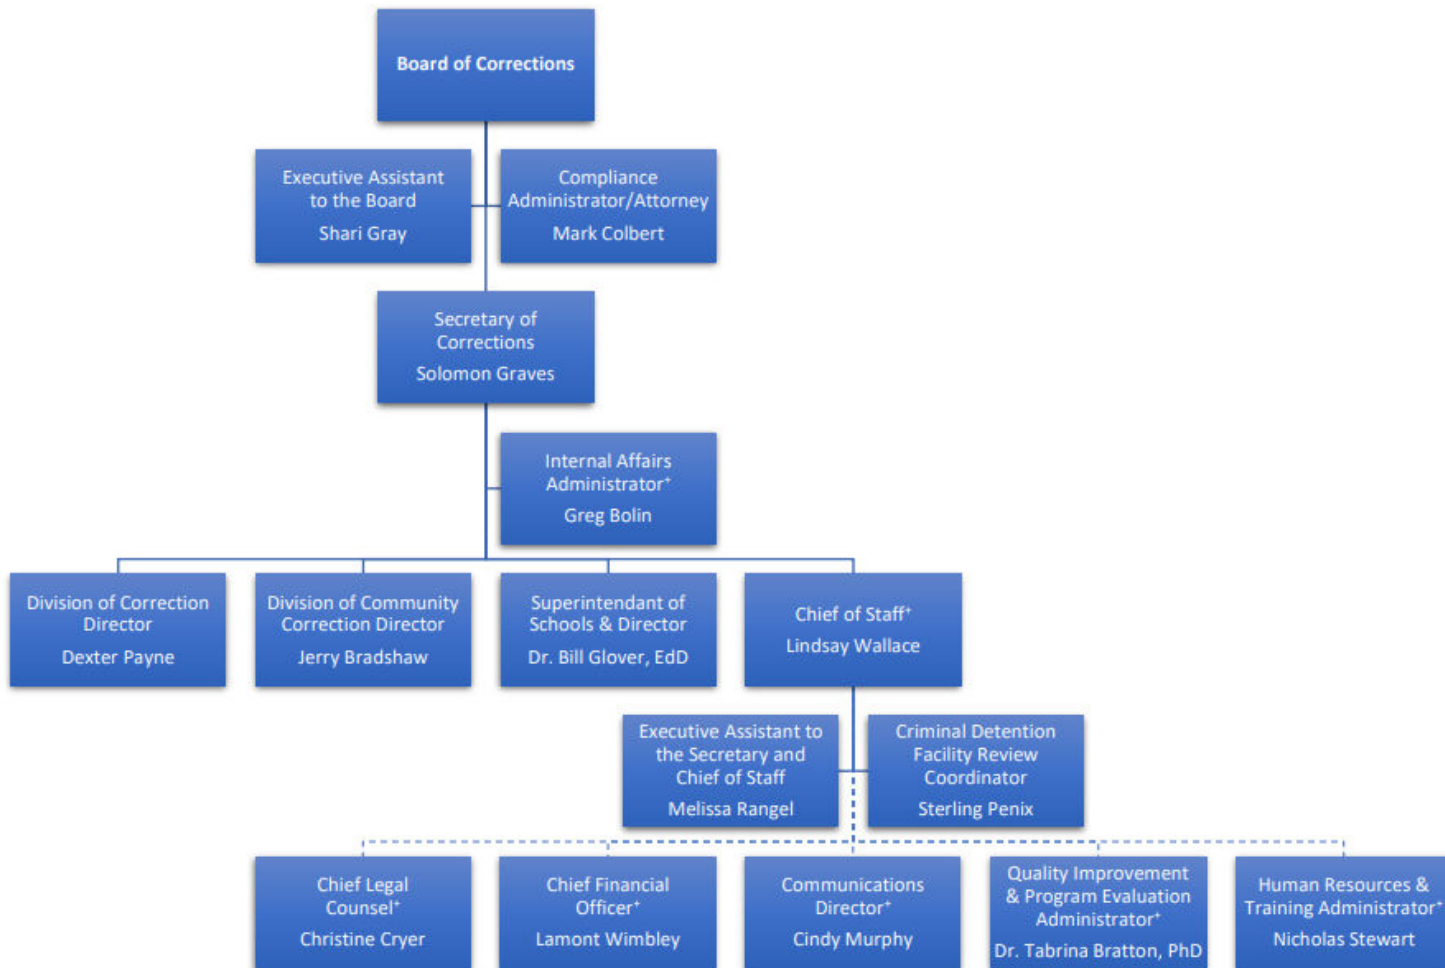 Board of Corrections
Executive Assistant
to the Board
Shari Gray
Compliance
Administrator/Attorney
Mark Colbert
Secretary of
Corrections
Solomon Graves
Internal Affairs
Administrator⁺
Greg Bolin
Division of Correction
Director
Dexter Payne
Division of Community
Correction Director
Jerry Bradshaw
Superintendant of
Schools & Director
Dr. Bill Glover, EdD
Chief of Staff⁺
Lindsay Wallace
Executive Assistant to
the Secretary and
Chief of Staff
Melissa Rangel
Criminal Detention
Facility Review
Coordinator
Sterling Penix
Chief Legal
Counsel⁺
Christine Cryer
Chief Financial
Officer⁺
Lamont Wimbley
Communications
Director⁺
Cindy Murphy
Quality Improvement
& Program Evaluation
Administrator⁺
Dr. Tabrina Bratton, PhD
Human Resources &
Training Administrator⁺
Nicholas Stewart